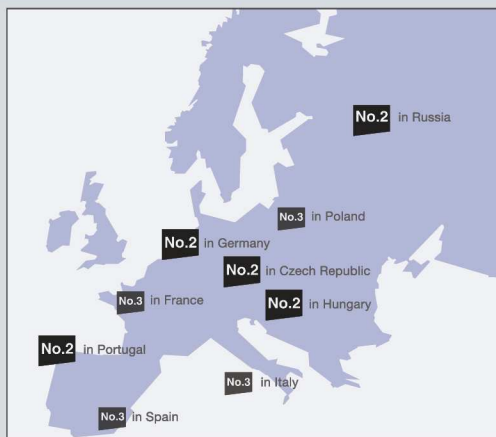 No.2 in Russia
No.3 in Poland
No.2 in Germany
No.2 in Czech Republic
No.3 in France
No.2 in Hungary
No.2 in Portugal
No.3 in Italy
No.3 in Spain